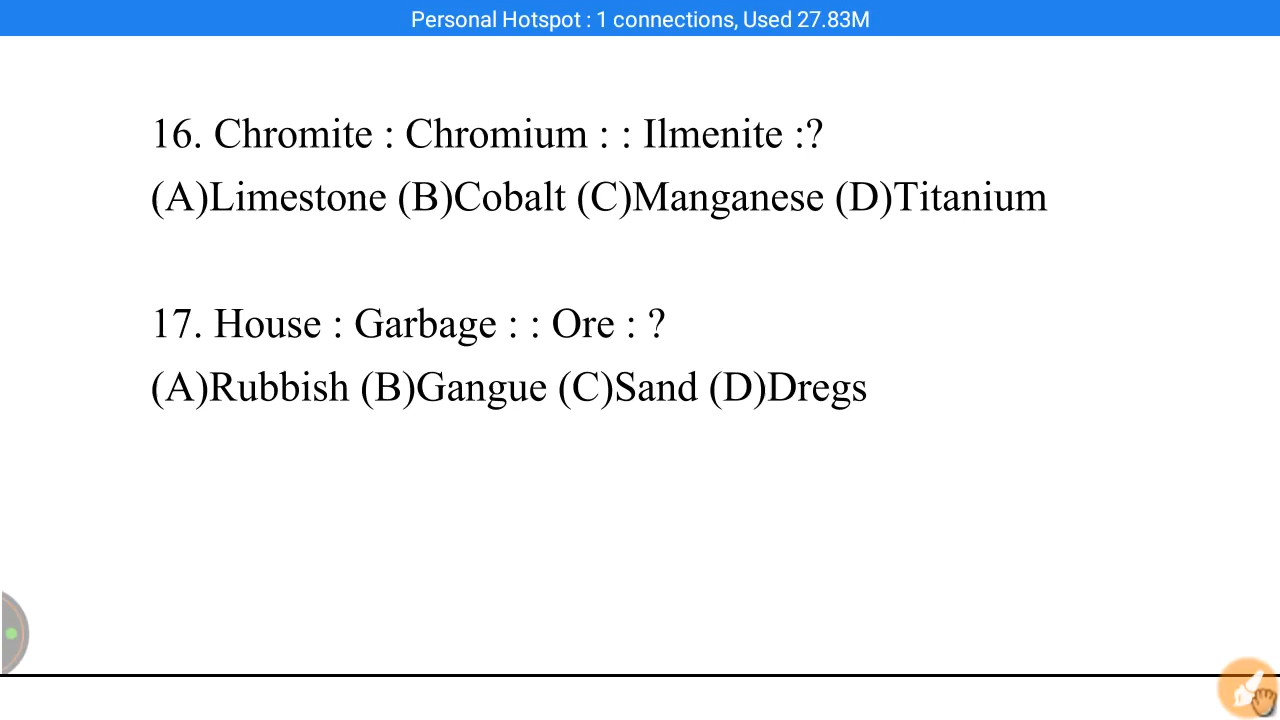 Personal Hotspot : 1 connections, Used 27.83M
16. Chromite : Chromium : : Ilmenite :?
(A)Limestone (B)Cobalt (C)Manganese (D)Titanium
17. House : Garbage : : Ore : ?
(A)Rubbish (B)Gangue (C)Sand (D)Dregs